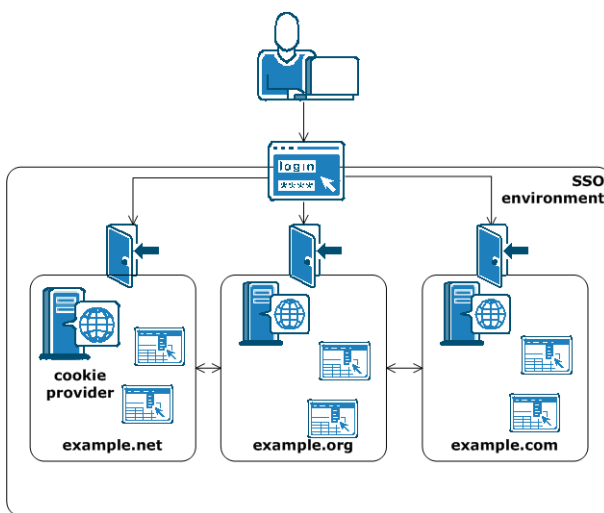 login
****
SSO
environment
cookie
provider
example.net
example.org
example.com